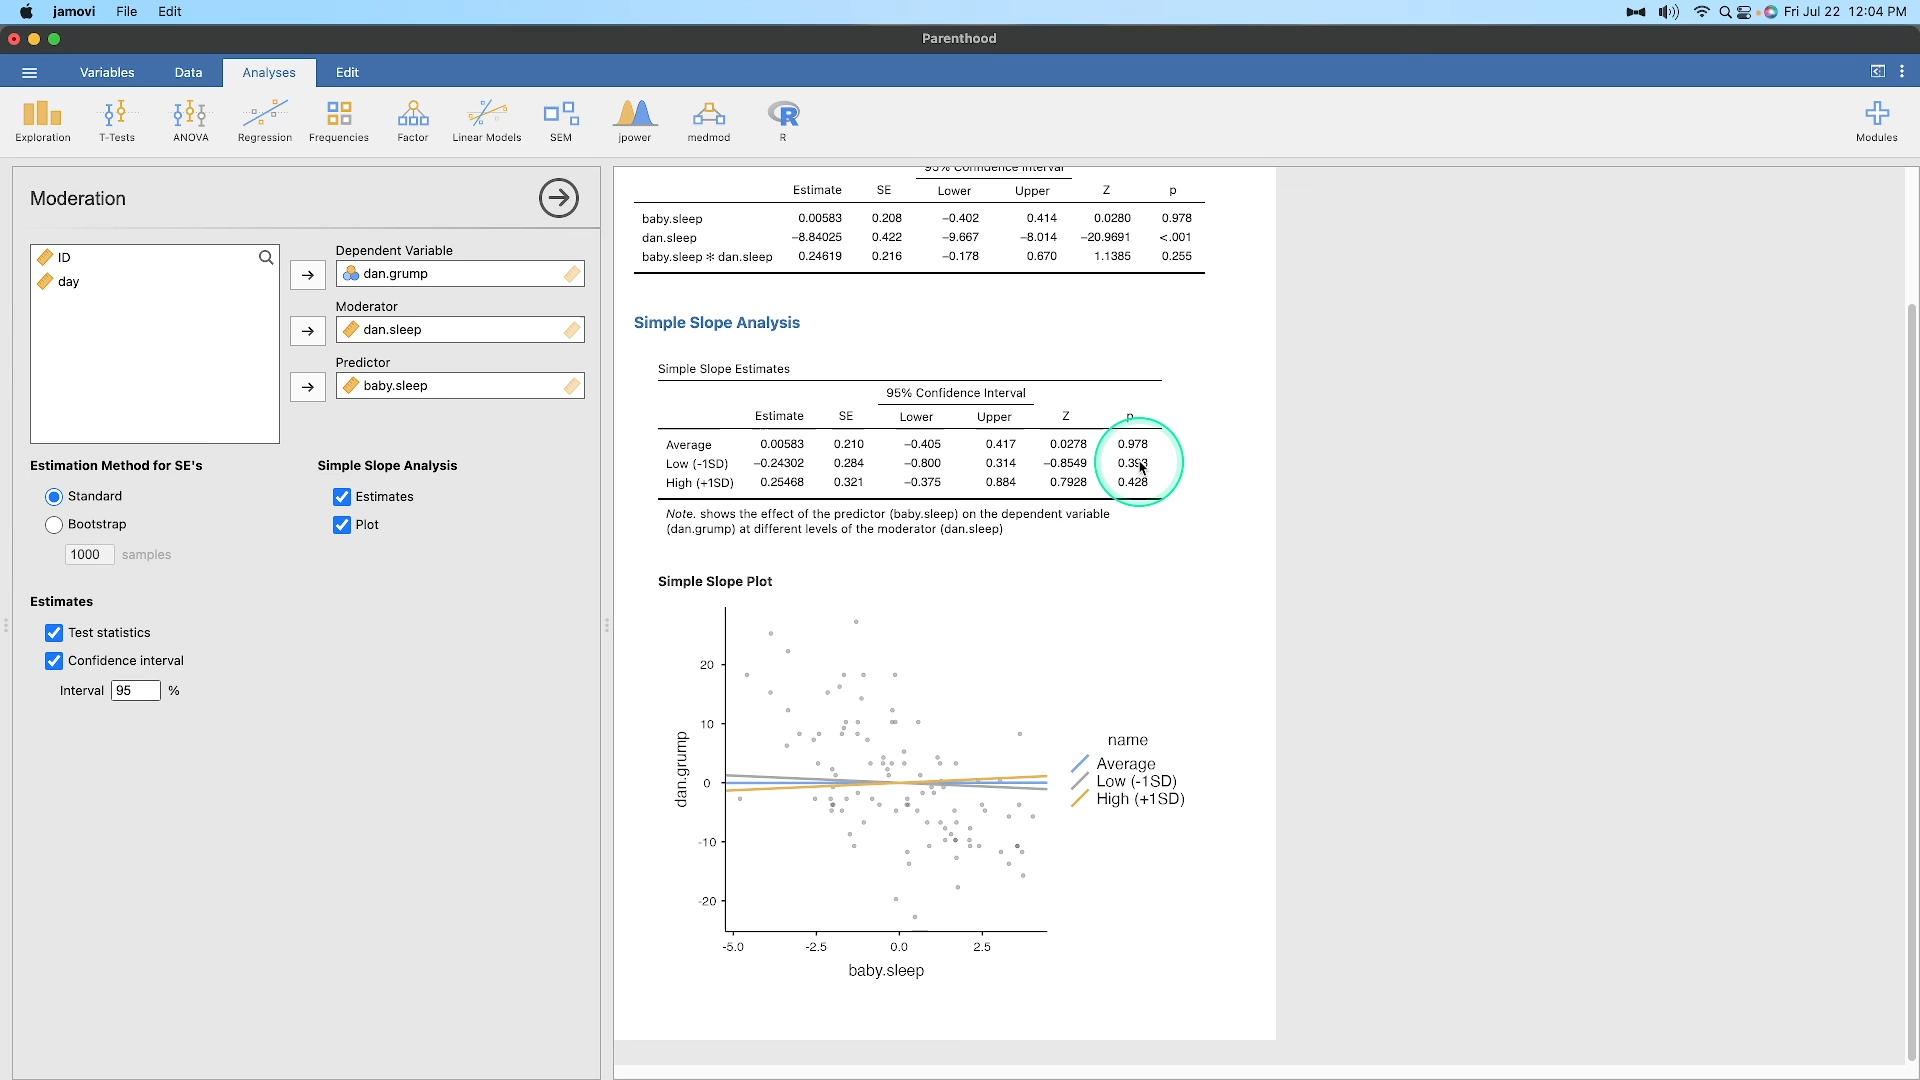 jamovi File Edit Fri Jul 22 12:04 PM
Parenthood
Variables Data Analyses Edit
Exploration T-Tests ANOVA Regression Frequencies Factor Linear Models SEM jpower medmod R Modules
Moderation
ID
day
Dependent Variable
dan.grump
Moderator
dan.sleep
Predictor
baby.sleep
Estimation Method for SE's
Standard
Bootstrap
1000 samples
Simple Slope Analysis
Estimates
Plot
Estimates
Test statistics
Confidence interval
Interval 95 %
95% Confidence Interval
Estimate SE Lower Upper Z p
baby.sleep 0.00583 0.208 −0.402 0.414 0.0280 0.978
dan.sleep −8.84025 0.422 −9.667 −8.014 −20.9691 <.001
baby.sleep ✻ dan.sleep 0.24619 0.216 −0.178 0.670 1.1385 0.255
Simple Slope Analysis
Simple Slope Estimates
95% Confidence Interval
Estimate SE Lower Upper Z p
Average 0.00583 0.210 −0.405 0.417 0.0278 0.978
Low (-1SD) −0.24302 0.284 −0.800 0.314 −0.8549 0.393
High (+1SD) 0.25468 0.321 −0.375 0.884 0.7928 0.428
Note. shows the effect of the predictor (baby.sleep) on the dependent variable
(dan.grump) at different levels of the moderator (dan.sleep)
Simple Slope Plot
20
10
0
-10
-20
dan.grump
-5.0 -2.5 0.0 2.5
baby.sleep
name
Average
Low (-1SD)
High (+1SD)